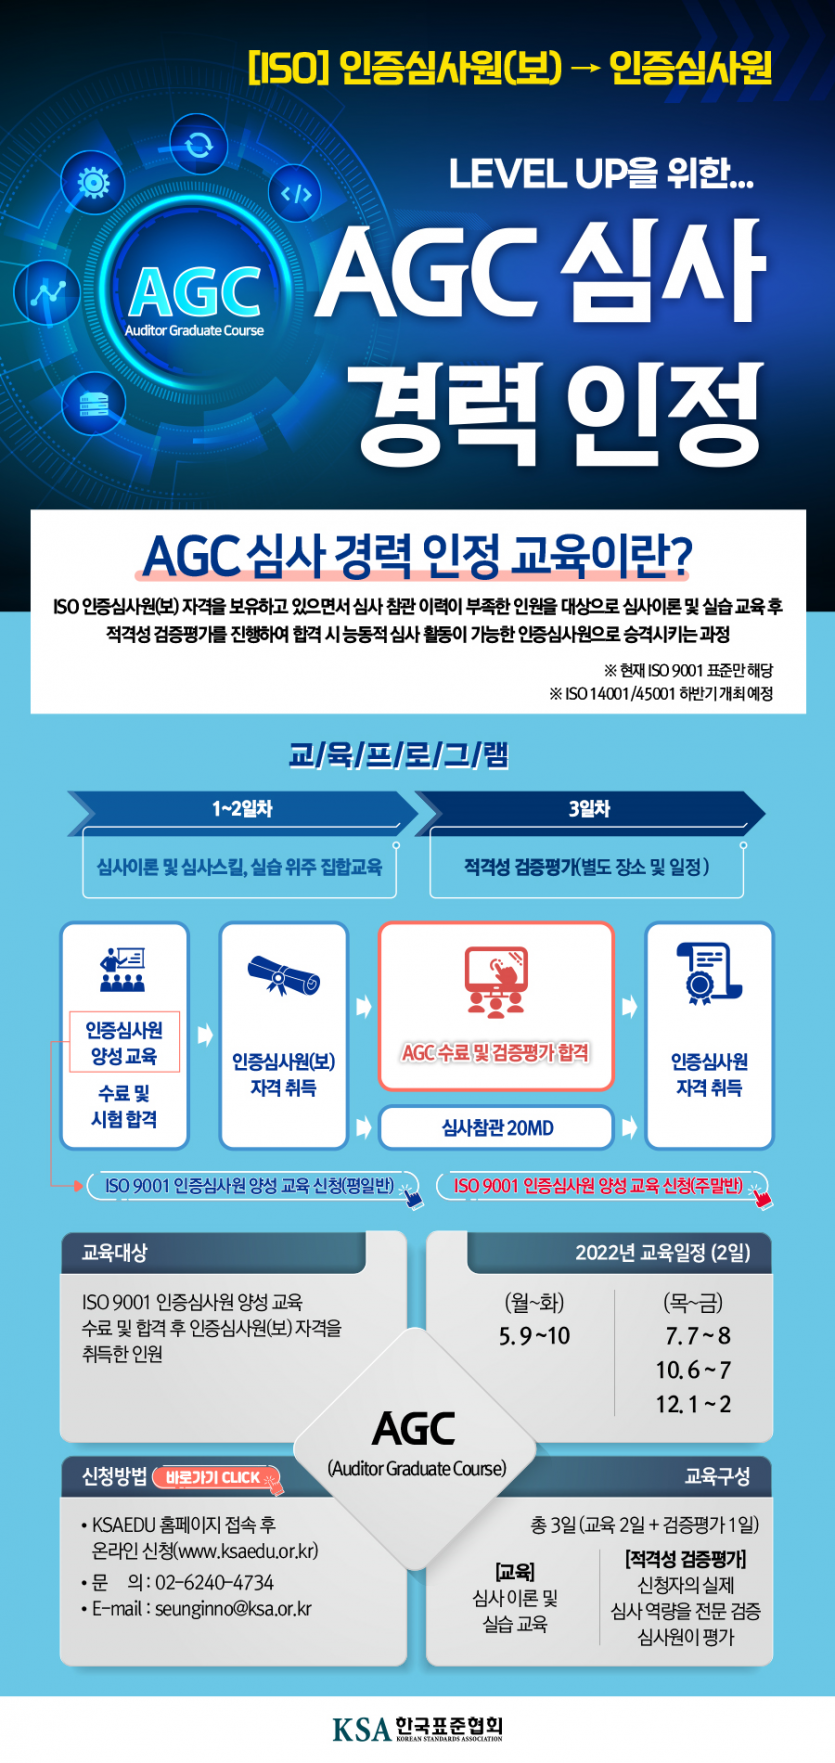 [ISO] 인증심사원(보) → 인증심사원
LEVEL UP을 위한...
AGC 심사
경력 인정
AGC
Auditor Graduate Course
AGC 심사 경력 인정 교육이란?
ISO 인증심사원(보) 자격을 보유하고 있으면서 심사 참관 이력이 부족한 인원을 대상으로 심사이론 및 실습 교육 후
적격성 검증평가를 진행하여 합격 시 능동적 심사 활동이 가능한 인증심사원으로 승격시키는 과정
※ 현재 ISO 9001 표준만 해당
※ ISO 14001/45001 하반기 개최 예정
교/육/프/로/그/램
1~2일차
심사이론 및 심사스킬, 실습 위주 집합교육
3일차
적격성 검증평가(별도 장소 및 일정)
인증심사원
양성 교육
수료 및
시험 합격
인증심사원(보)
자격 취득
AGC 수료 및 검증평가 합격
심사참관 20MD
인증심사원
자격 취득
ISO 9001 인증심사원 양성 교육 신청(평일반)
ISO 9001 인증심사원 양성 교육 신청(주말반)
교육대상
ISO 9001 인증심사원 양성 교육
수료 및 합격 후 인증심사원(보) 자격을
취득한 인원
2022년 교육일정 (2일)
(월~화)
5. 9 ~10
(목~금)
7. 7 ~ 8
10. 6 ~ 7
12. 1 ~ 2
AGC
(Auditor Graduate Course)
신청방법 바로가기 CLICK
• KSAEDU 홈페이지 접속 후
온라인 신청(www.ksaedu.or.kr)
• 문 의 : 02-6240-4734
• E-mail : seunginno@ksa.or.kr
교육구성
총 3일 (교육 2일 + 검증평가 1일)
[교육]
심사 이론 및
실습 교육
[적격성 검증평가]
신청자의 실제
심사 역량을 전문 검증
심사원이 평가
KSA 한국표준협회
KOREAN STANDARDS ASSOCIATION